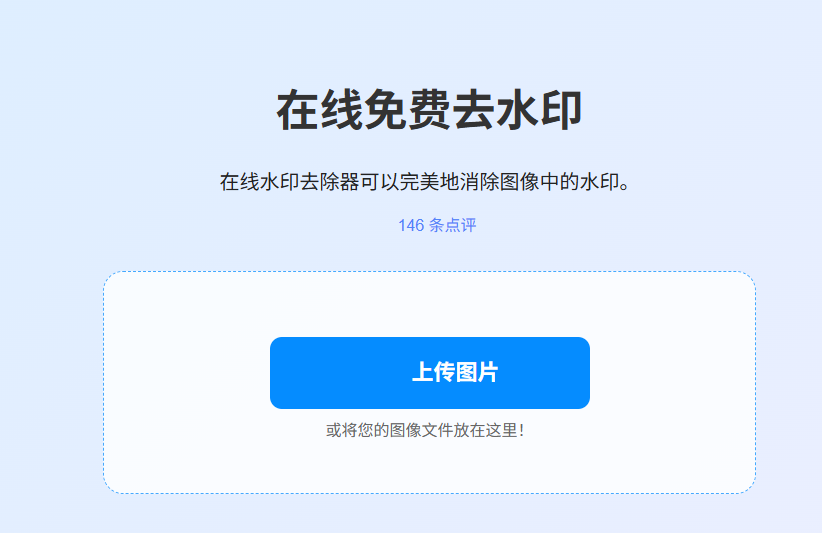 在线免费去水印
在线水印去除器可以完美地消除图像中的水印。
146 条点评
上传图片
或将您的图像文件放在这里！